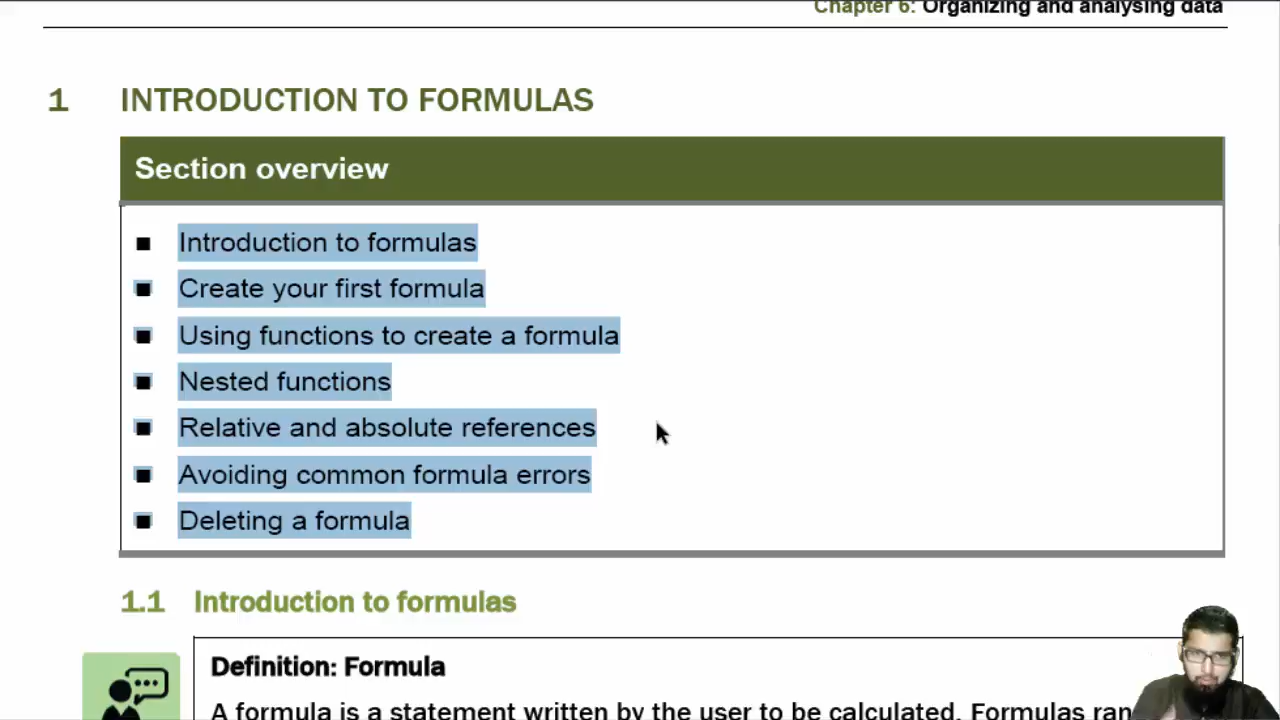 Chapter 6: Organizing and analysing data
1 INTRODUCTION TO FORMULAS
Section overview
■ Introduction to formulas
■ Create your first formula
■ Using functions to create a formula
■ Nested functions
■ Relative and absolute references
■ Avoiding common formula errors
■ Deleting a formula
1.1 Introduction to formulas
Definition: Formula
A formula is a statement written by the user to be calculated. Formulas ran